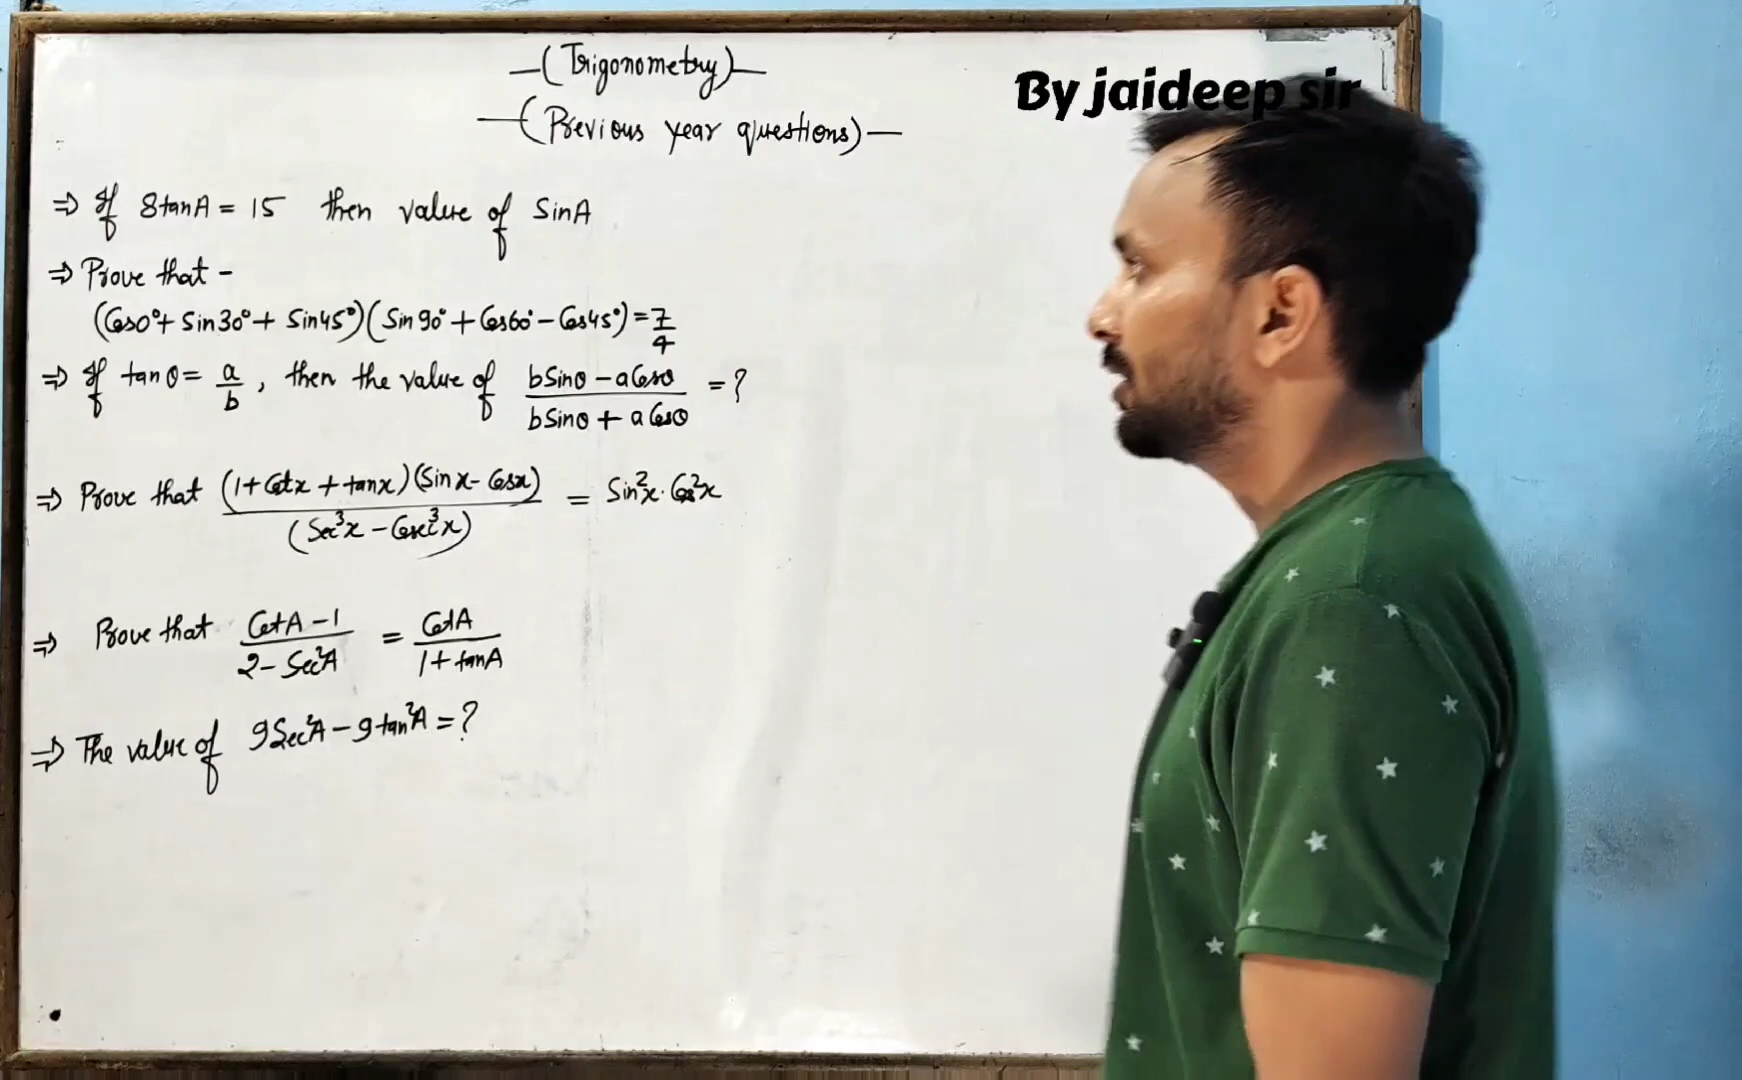 (Trigonometry)
By jaideep sir
(Previous year questions)
⇒ If 8tanA = 15 then value of SinA
⇒ Prove that -
(Cos0° + Sin30° + Sin45°)(Sin90° + Cos60° - Cos45°) = 7/4
⇒ If tanθ = a/b, then the value of (bSinθ - aCosθ)/(bSinθ + aCosθ) = ?
⇒ Prove that (1+Cotx + tanx)(Sinx - Cosx)/(Sec³x - Cosec³x) = Sin²x·Cos²x
⇒ Prove that (CotA - 1)/(2 - Sec²A) = CotA/(1 + tanA)
⇒ The value of 9Sec²A - 9tan²A = ?